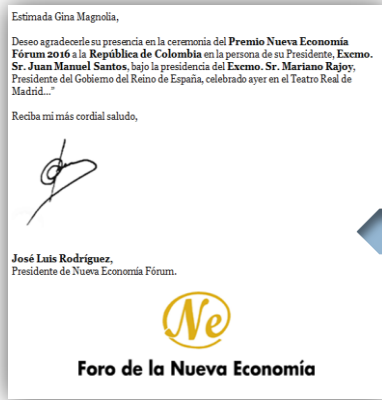 Estimada Gina Magnolia,
Deseo agradecerle su presencia en la ceremonia del Premio Nueva Economía
Fórum 2016 a la República de Colombia en la persona de su Presidente, Excmo.
Sr. Juan Manuel Santos, bajo la presidencia del Excmo. Sr. Mariano Rajoy,
Presidente del Gobierno del Reino de España, celebrado ayer en el Teatro Real de
Madrid..."
Reciba mi más cordial saludo,
José Luis Rodríguez,
Presidente de Nueva Economía Fórum.
Ne
Foro de la Nueva Economía